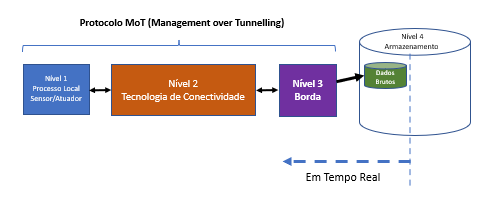 Protocolo MoT (Management over Tunnelling)
Nível 1
Processo Local
Sensor/Atuador
Nível 2
Tecnologia de Conectividade
Nível 3
Borda
Nível 4
Armazenamento
Dados
Brutos
Em Tempo Real